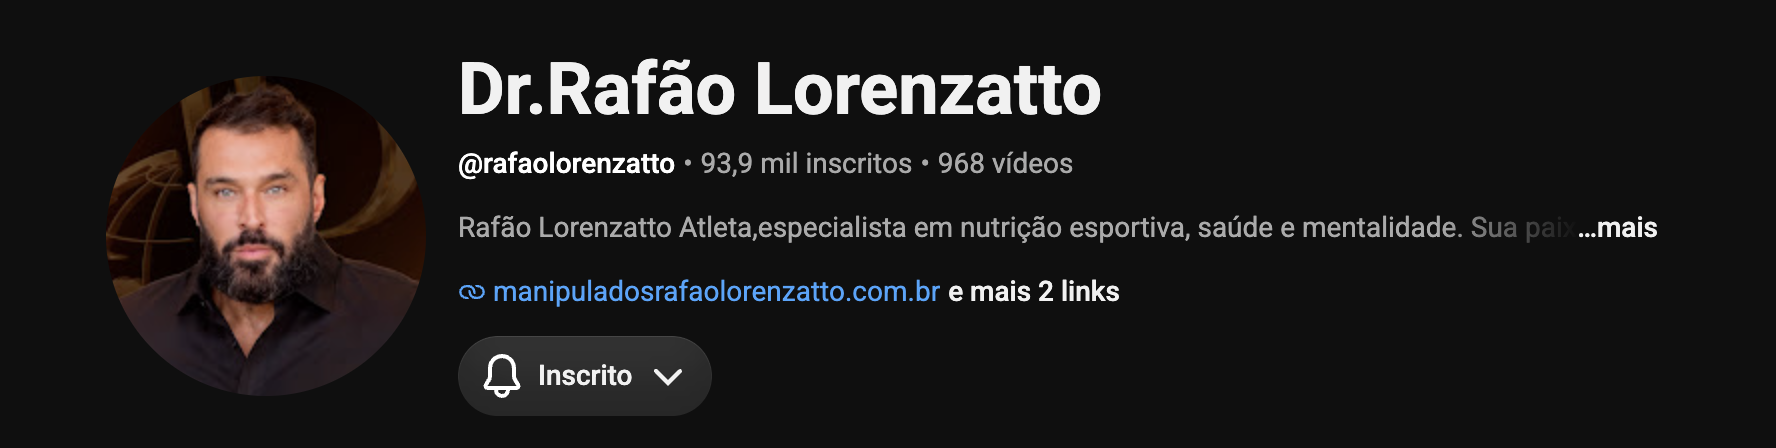 Dr.Rafão Lorenzatto
@rafaolorenzatto • 93,9 mil inscritos • 968 vídeos
Rafão Lorenzatto Atleta,especialista em nutrição esportiva, saúde e mentalidade. Sua paix...mais
manipuladosrafaolorenzatto.com.br e mais 2 links
Inscrito